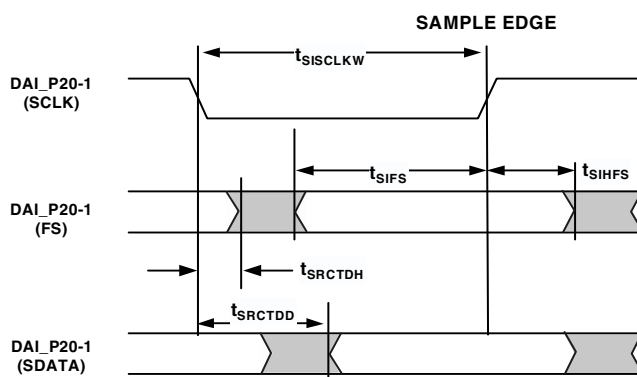 SAMPLE EDGE
tSISCLKW
DAI_P20-1
(SCLK)
tSIFS
tSIHFS
DAI_P20-1
(FS)
tSRCTDH
tSRCTDD
DAI_P20-1
(SDATA)